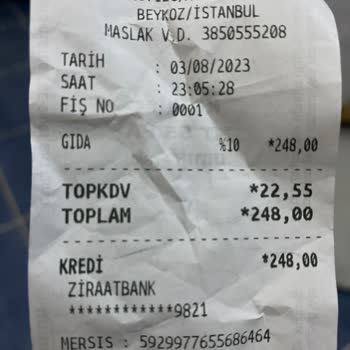 BEYKOZ/İSTANBUL
MASLAK V.D. 3850555208
TARİH : 03/08/2023
SAAT : 23:05:28
FİŞ NO : 0001
GIDA %10 *248,00
TOPKDV *22,55
TOPLAM *248,00
KREDİ *248,00
ZİRAATBANK
************9821
MERSIS : 5929977655686464